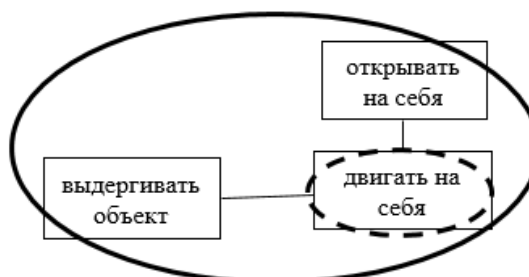 открывать
на себя
выдергивать
объект
двигать на
себя